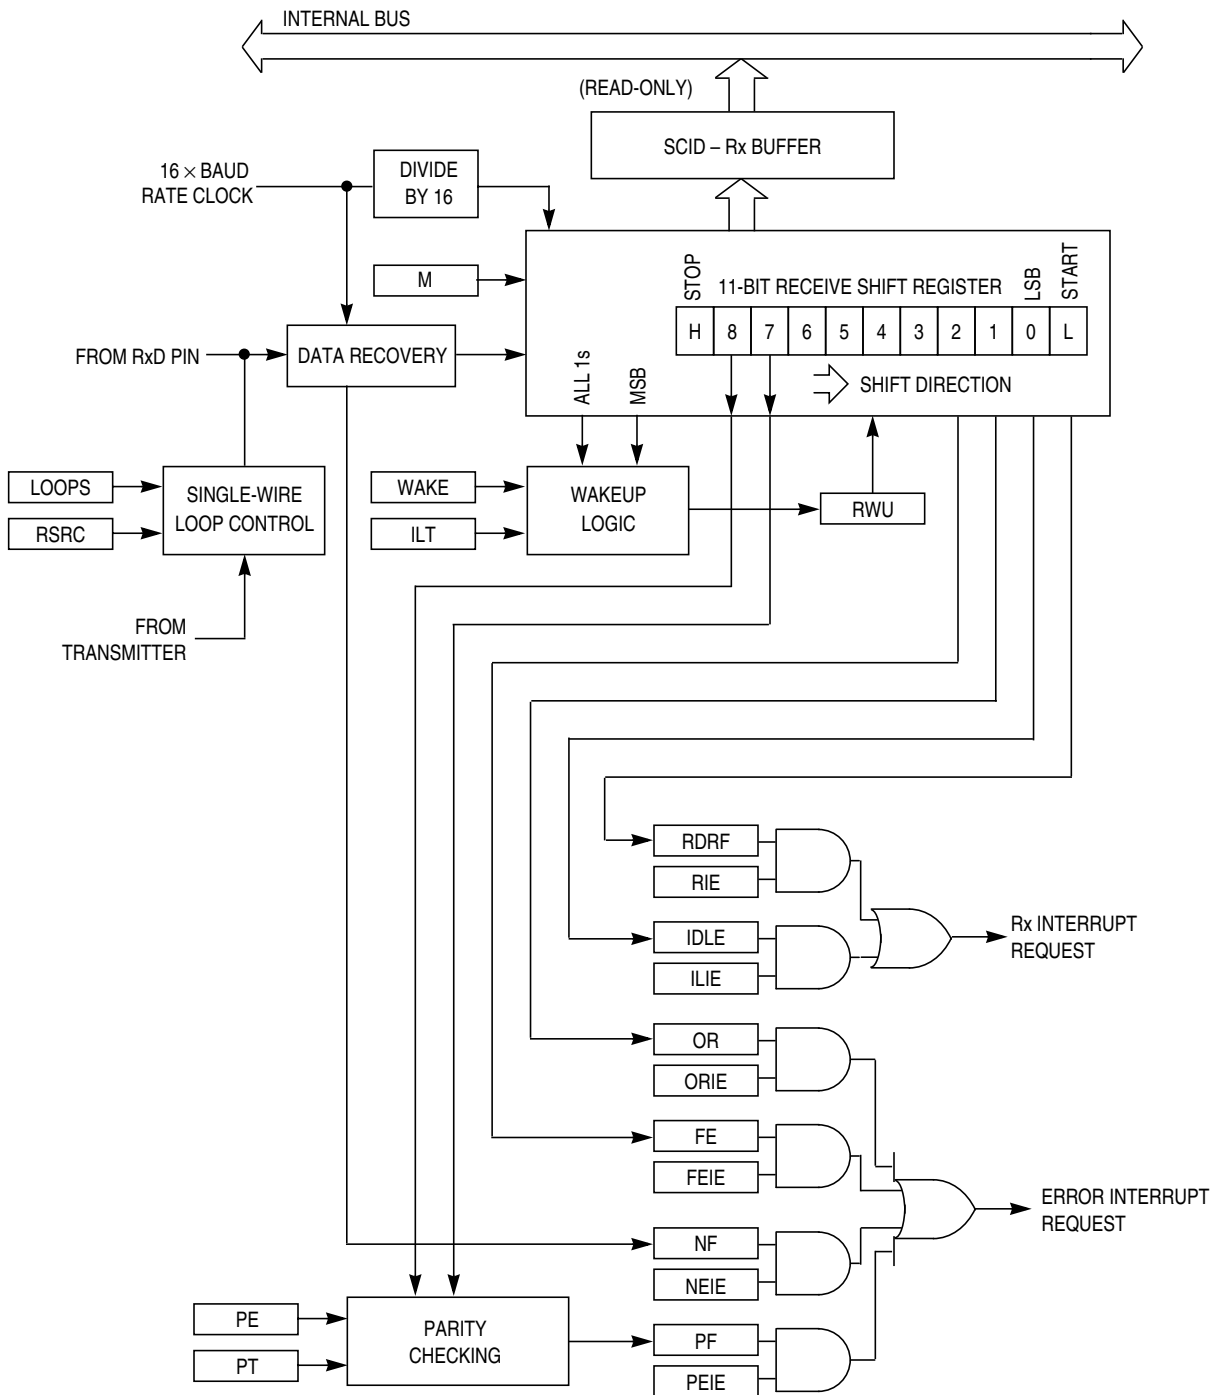 INTERNAL BUS
(READ-ONLY)
SCID – Rx BUFFER
16 × BAUD
RATE CLOCK
DIVIDE
BY 16
M
STOP
11-BIT RECEIVE SHIFT REGISTER
LSB
START
H 8 7 6 5 4 3 2 1 0 L
FROM RxD PIN
DATA RECOVERY
ALL 1s
MSB
SHIFT DIRECTION
LOOPS
RSRC
SINGLE-WIRE
LOOP CONTROL
WAKE
ILT
WAKEUP
LOGIC
RWU
FROM
TRANSMITTER
RDRF
RIE
IDLE
ILIE
Rx INTERRUPT
REQUEST
OR
ORIE
FE
FEIE
ERROR INTERRUPT
REQUEST
NF
NEIE
PE
PT
PARITY
CHECKING
PF
PEIE